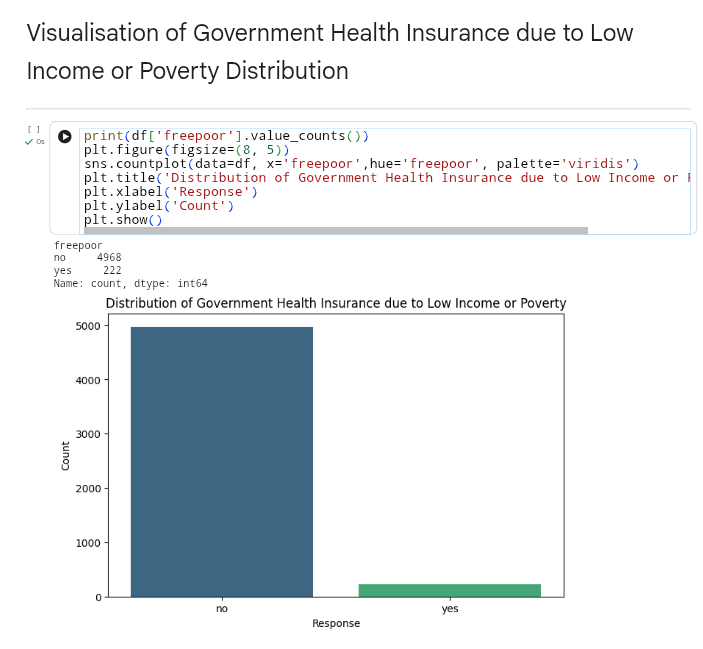 Visualisation of Government Health Insurance due to Low
Income or Poverty Distribution
[ ]
0s
print(df['freepoor'].value_counts())
plt.figure(figsize=(8, 5))
sns.countplot(data=df, x='freepoor',hue='freepoor', palette='viridis')
plt.title('Distribution of Government Health Insurance due to Low Income or
plt.xlabel('Response')
plt.ylabel('Count')
plt.show()
freepoor
no 4968
yes 222
Name: count, dtype: int64
Distribution of Government Health Insurance due to Low Income or Poverty
5000
4000
3000
2000
1000
0
Count
no yes
Response